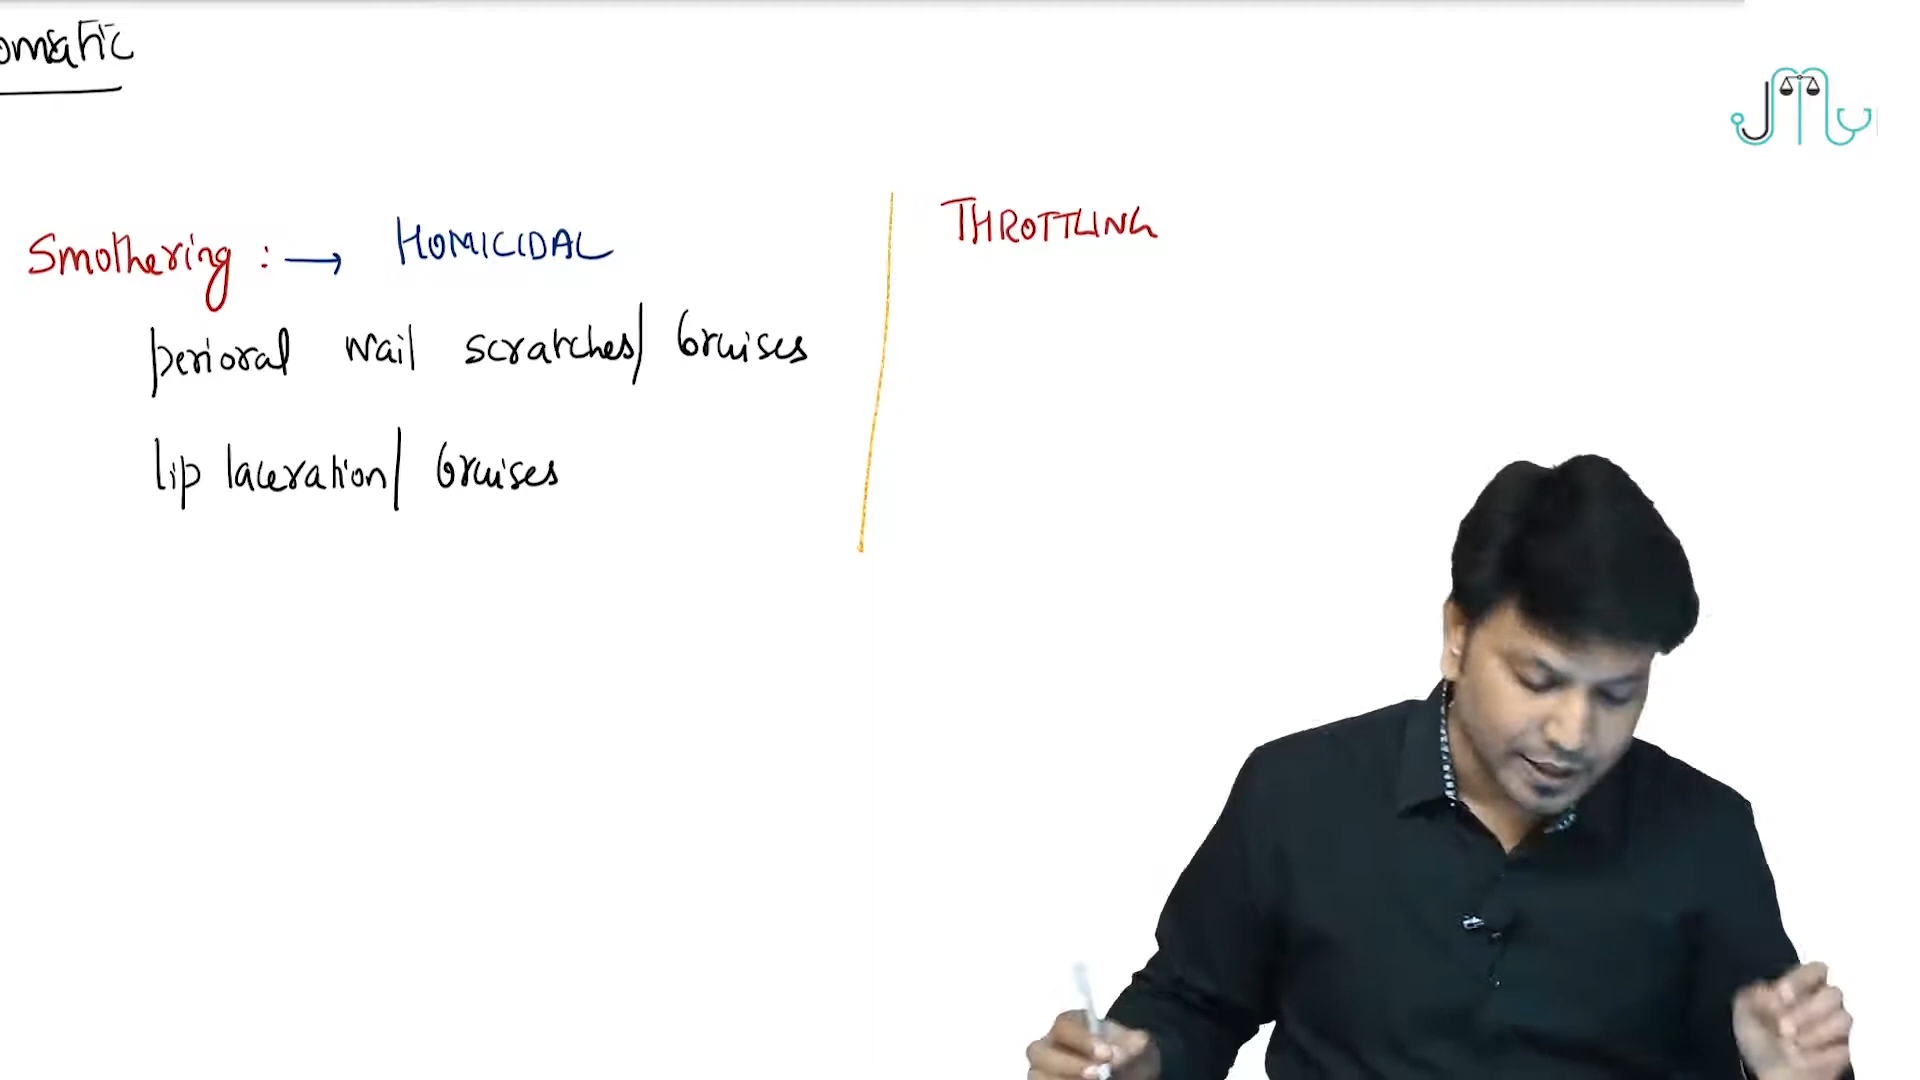 omatic
Smothering : → HOMICIDAL
perioral nail scratches/ bruises
lip laceration/ bruises
THROTTLING